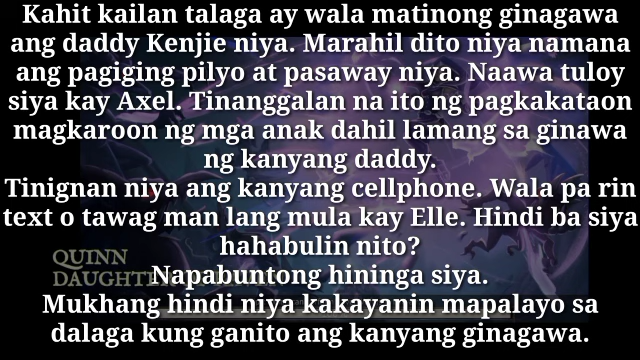 Kahit kailan talaga ay wala matinong ginagawa
ang daddy Kenjie niya. Marahil dito niya namana
ang pagiging pilyo at pasaway niya. Naawa tuloy
siya kay Axel. Tinanggalan na ito ng pagkakataon
magkaroon ng mga anak dahil lamang sa ginawa
ng kanyang daddy.
Tinignan niya ang kanyang cellphone. Wala pa rin
text o tawag man lang mula kay Elle. Hindi ba siya
hahabulin nito?
QUINN
DAUGHTER
Napabuntong hininga siya.
Mukhang hindi niya kakayanin mapalayo sa
dalaga kung ganito ang kanyang ginagawa.